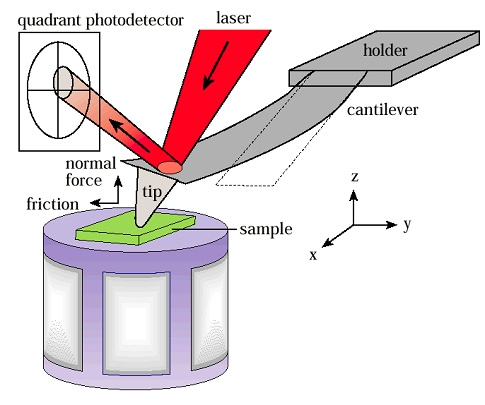 quadrant photodetector
laser
holder
cantilever
normal
force
tip
friction
sample
z
y
x